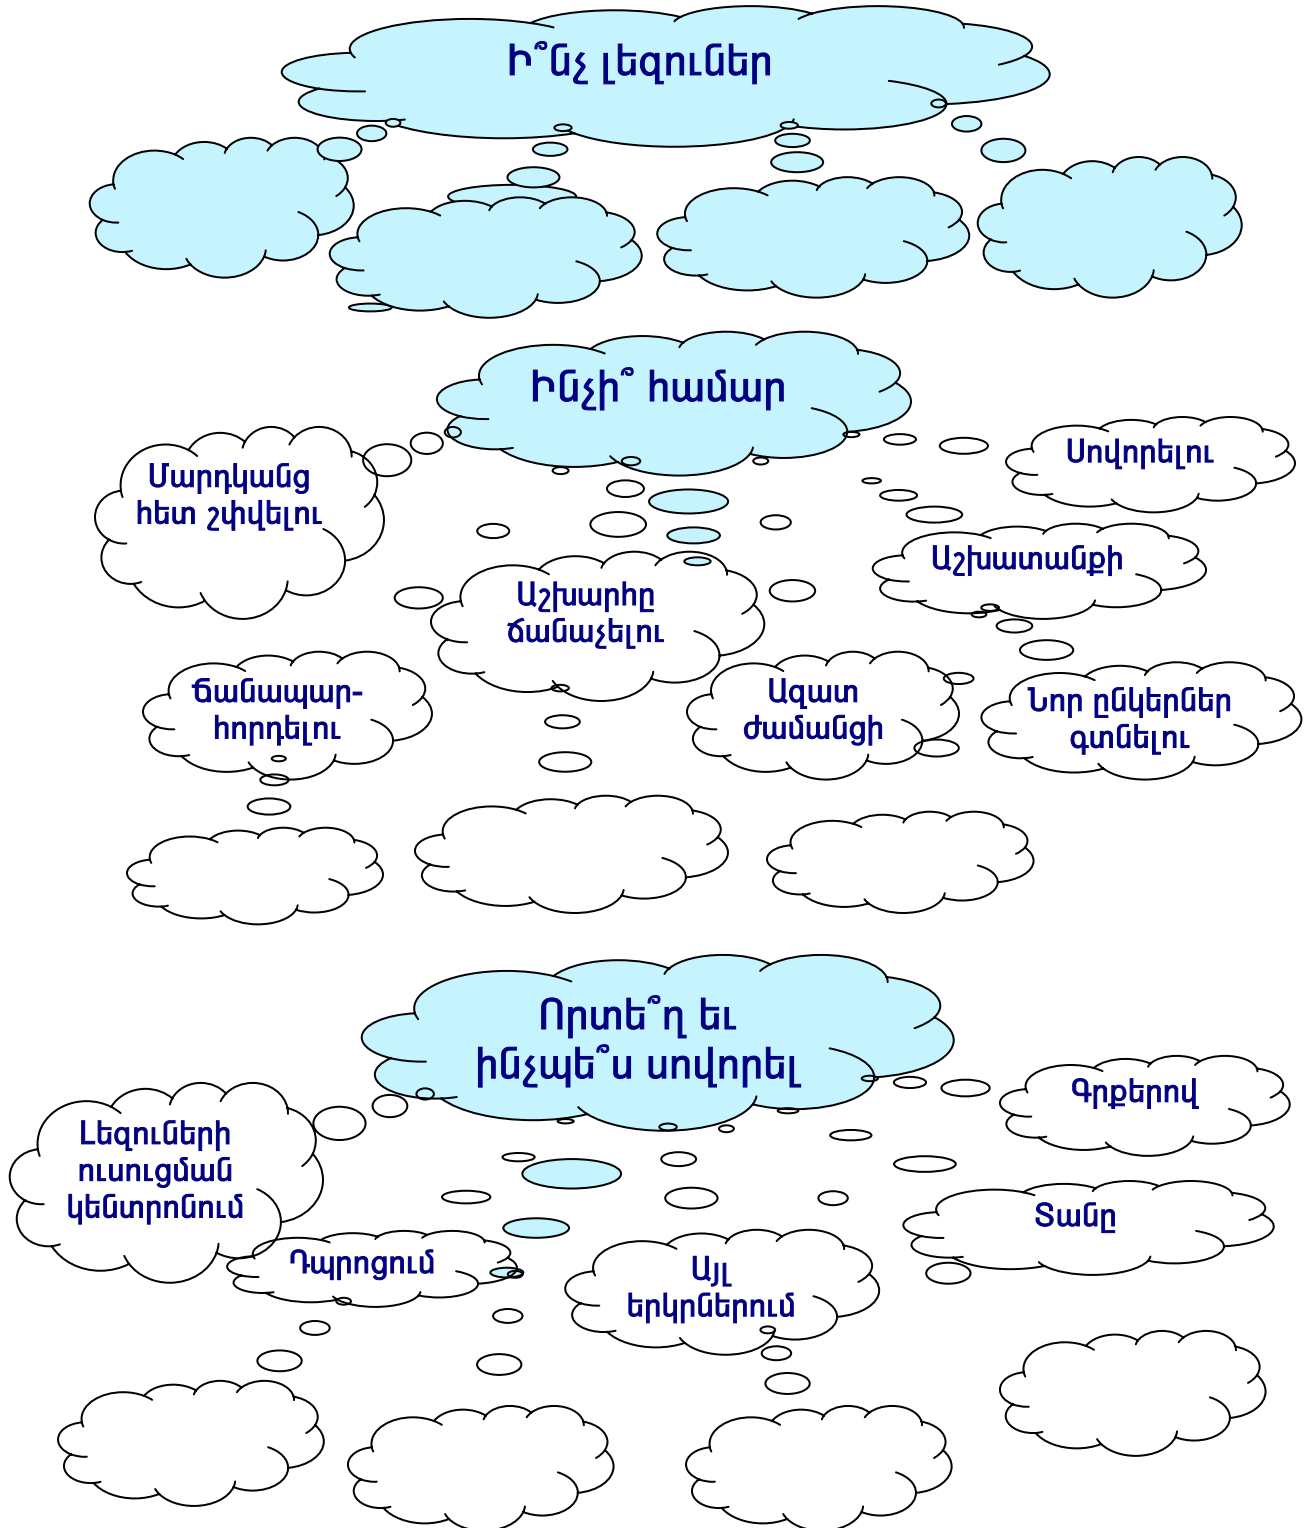 Ի՞նչ լեզուներ
Ինչի՞ համար
Մարդկանց
հետ շփվելու
Սովորելու
Աշխատանքի
Աշխարհը
ճանաչելու
Ճանապար-
հորդելու
Ազատ
ժամանցի
Նոր ընկերներ
գտնելու
Որտե՞ղ եւ
ինչպե՞ս սովորել
Գրքերով
Լեզուների
ուսուցման
կենտրոնում
Տանը
Դպրոցում
Այլ
երկրներում